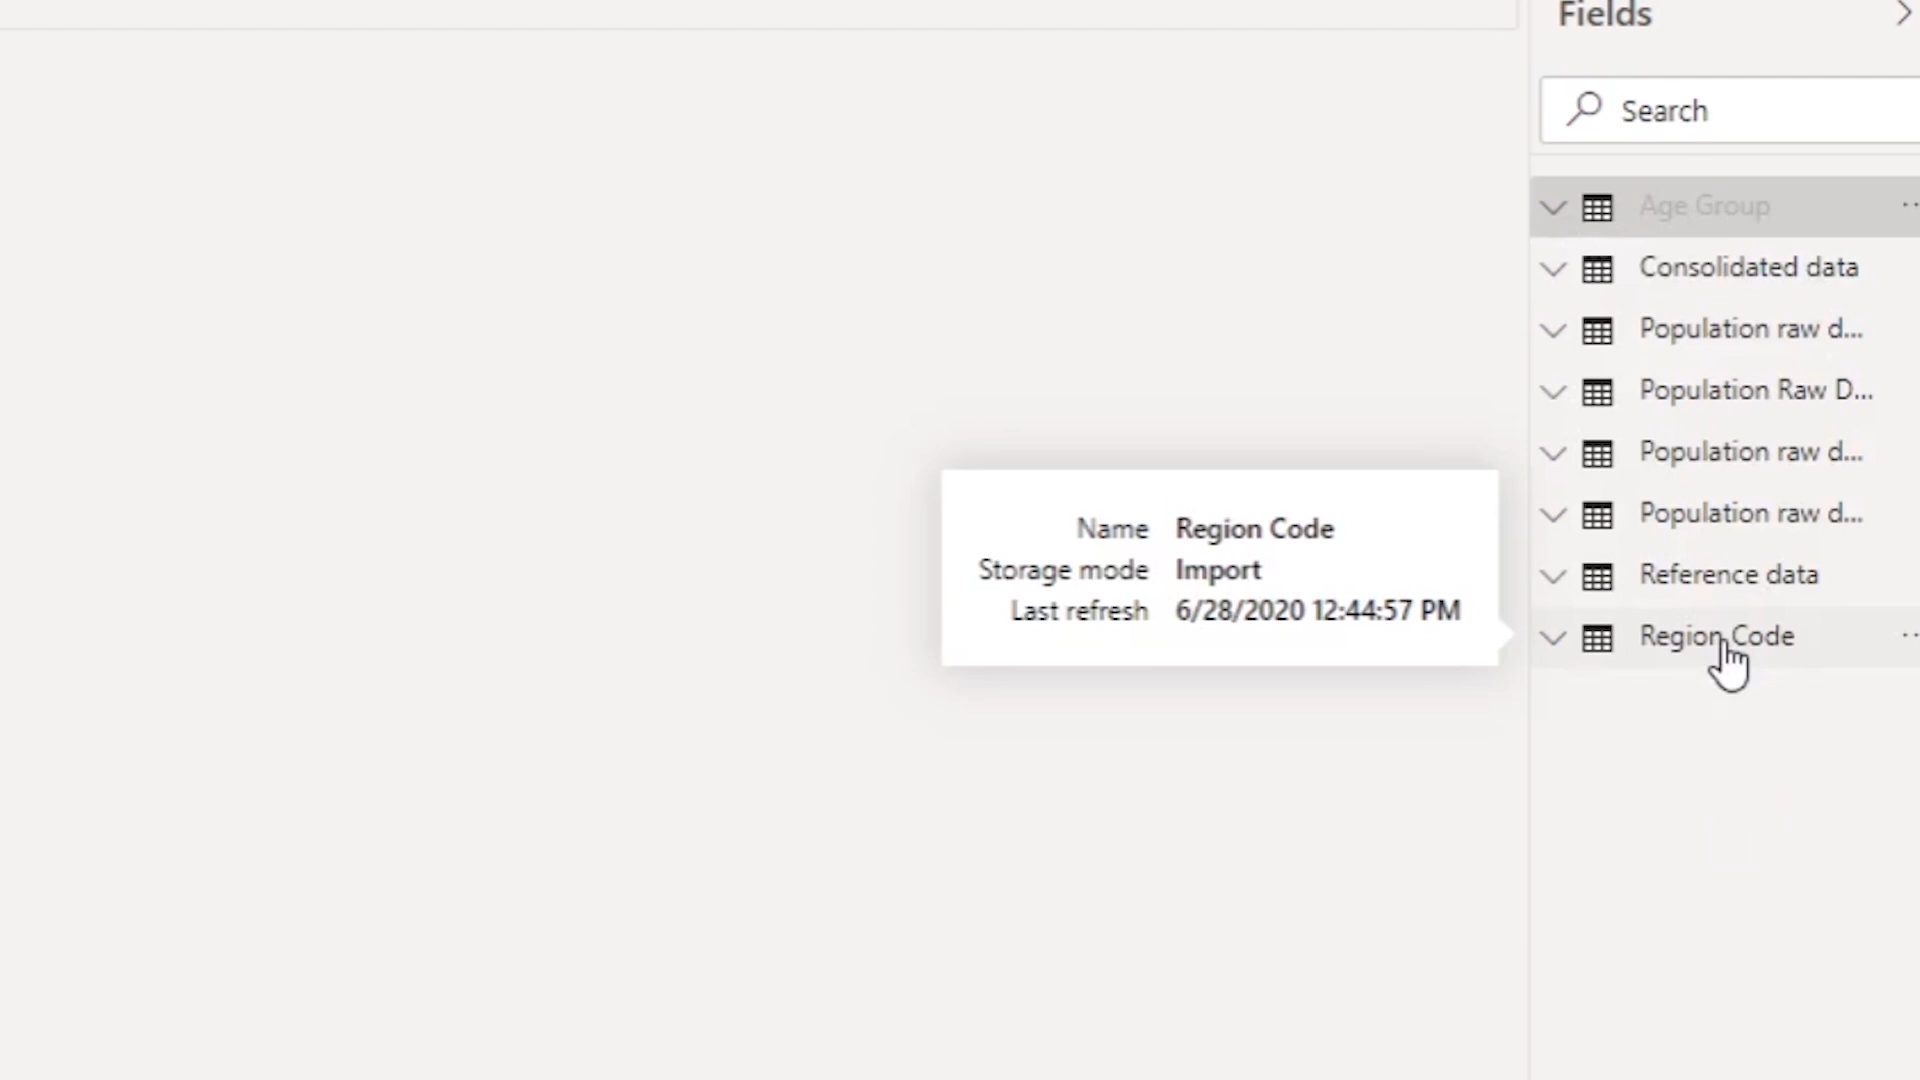 Fields
Search
Age Group
Consolidated data
Population raw d...
Population Raw D...
Population raw d...
Population raw d...
Reference data
Region Code
Name Region Code
Storage mode Import
Last refresh 6/28/2020 12:44:57 PM